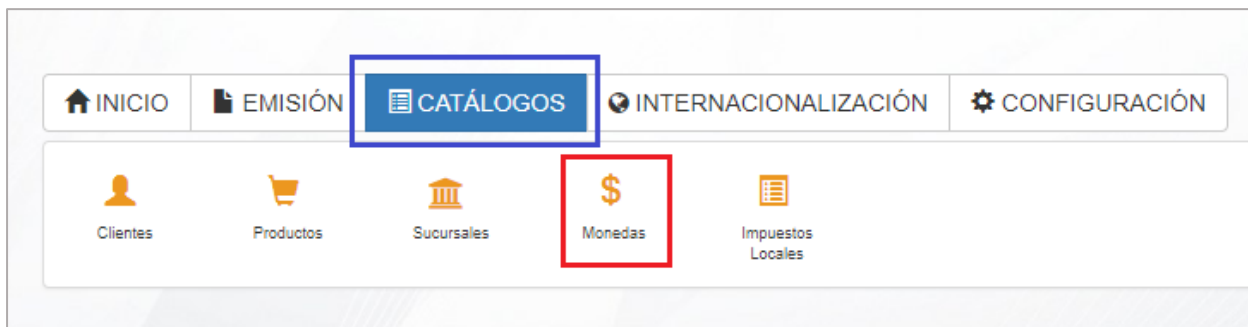 INICIO EMISIÓN CATÁLOGOS INTERNACIONALIZACIÓN CONFIGURACIÓN
$
Clientes Productos Sucursales Monedas Impuestos
Locales